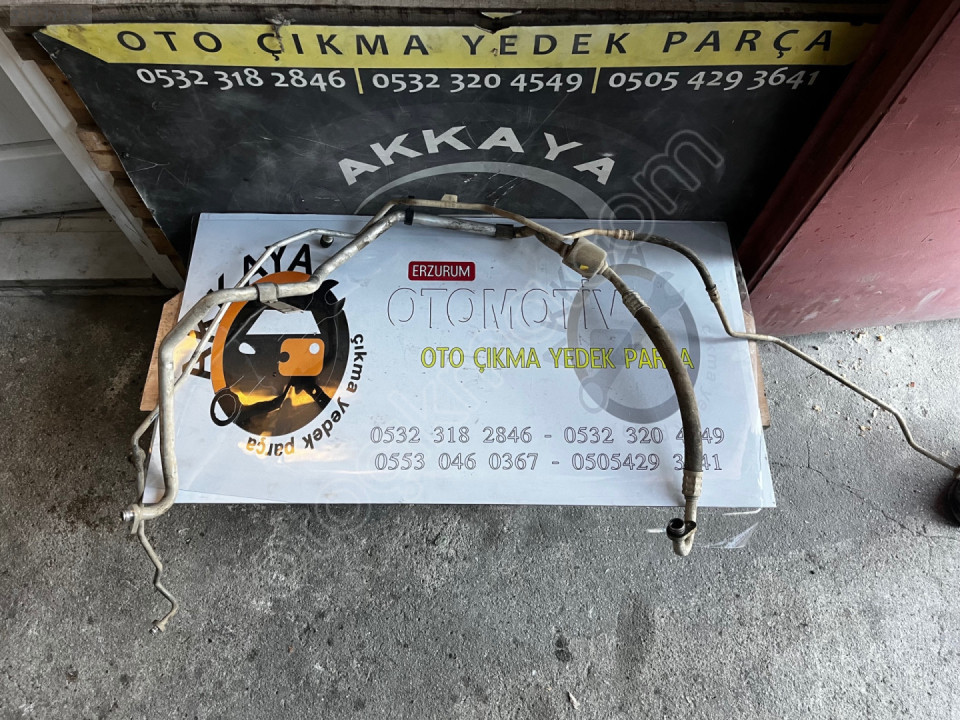 OTO ÇIKMA YEDEK PARÇA
0532 318 2846 | 0532 320 4549 | 0505 429 3641
AKKAYA
ERZURUM
OTOMOTİV
OTO ÇIKMA YEDEK PARÇA
çıkma yedek parça
0532 318 2846 - 0532 320 4549
0553 046 0367 - 0505429 3641